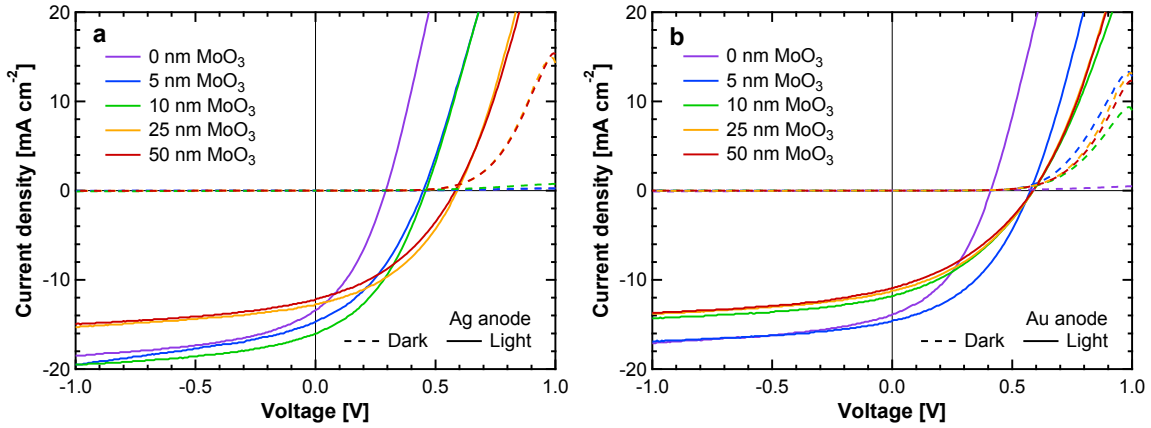 a
0 nm MoO₃
5 nm MoO₃
10 nm MoO₃
25 nm MoO₃
50 nm MoO₃
Ag anode
Dark Light
Current density [mA cm⁻²]
20
10
0
-10
-20
-1.0 -0.5 0.0 0.5 1.0
Voltage [V]
b
0 nm MoO₃
5 nm MoO₃
10 nm MoO₃
25 nm MoO₃
50 nm MoO₃
Au anode
Dark Light
Current density [mA cm⁻²]
20
10
0
-10
-20
-1.0 -0.5 0.0 0.5 1.0
Voltage [V]